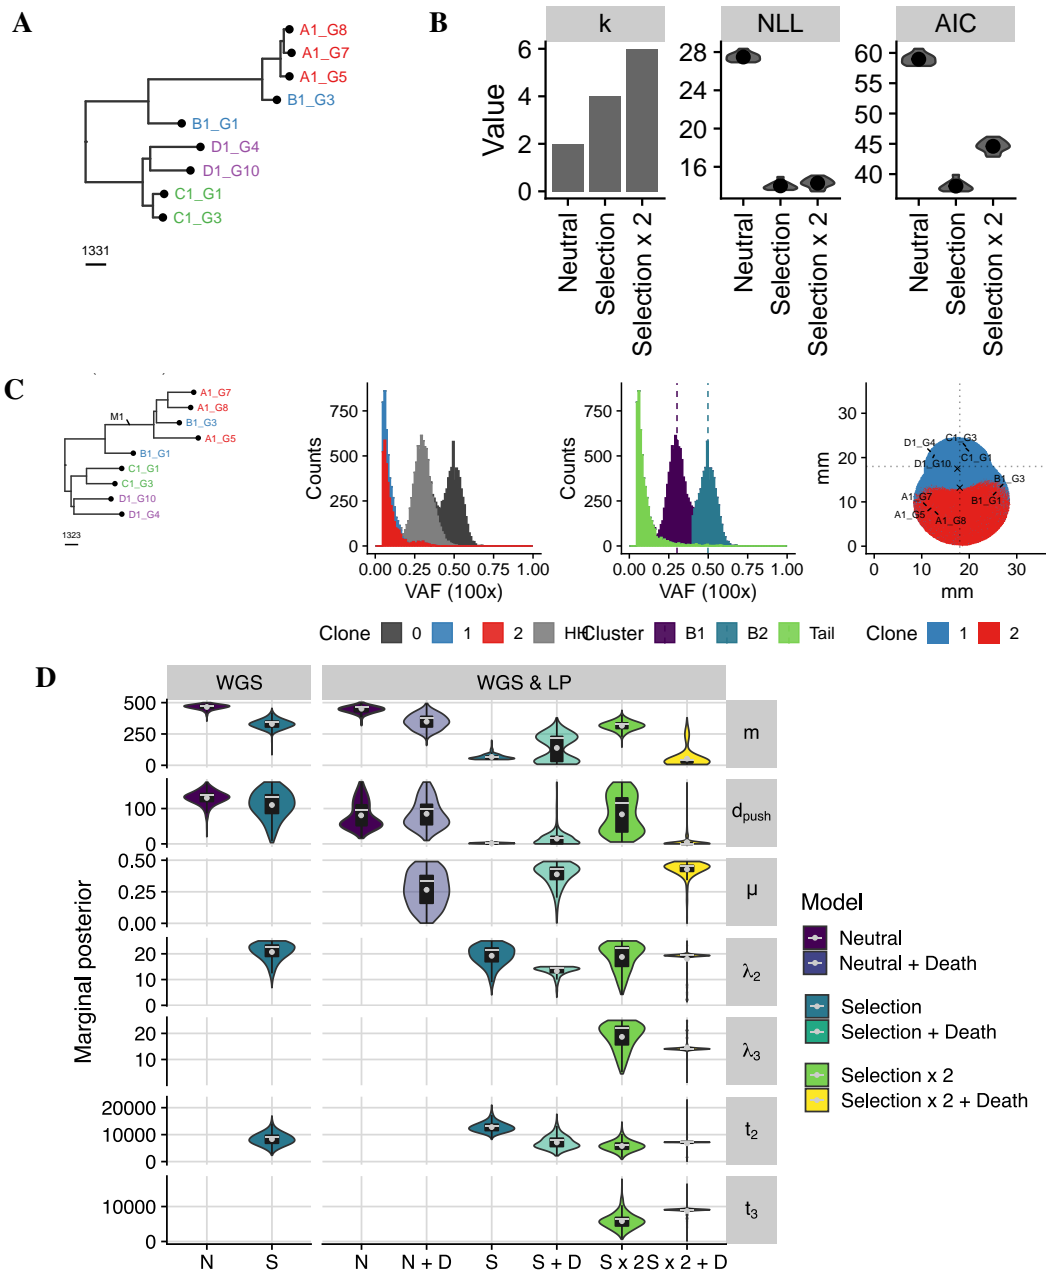 A
A1_G8
A1_G7
A1_G5
B1_G3
B1_G1
D1_G4
D1_G10
C1_G1
C1_G3
1331
B
k
NLL
AIC
Value
6
4
2
0
28
24
20
16
60
55
50
45
40
Neutral
Selection
Selection x 2
Neutral
Selection
Selection x 2
Neutral
Selection
Selection x 2
C
M1
A1_G7
A1_G8
B1_G3
A1_G5
B1_G1
C1_G1
C1_G3
D1_G10
D1_G4
1323
Counts
750
500
250
0
0.00 0.25 0.50 0.75 1.00
VAF (100x)
Clone 0 1 2 HH
Counts
750
500
250
0
0.00 0.25 0.50 0.75 1.00
VAF (100x)
Cluster B1 B2 Tail
mm
30
20
10
0
0 10 20 30
mm
D1_G4
C1_G3
D1_G10
C1_G1
B1_G3
A1_G7
B1_G1
A1_G5
A1_G8
Clone 1 2
D
WGS
WGS & LP
Marginal posterior
500
250
0
m
100
0
dpush
0.50
0.25
0.00
μ
20
10
0
λ2
20
10
λ3
20000
10000
0
t2
10000
0
t3
N S N N + D S S + D S x 2 S x 2 + D
Model
Neutral
Neutral + Death
Selection
Selection + Death
Selection x 2
Selection x 2 + Death